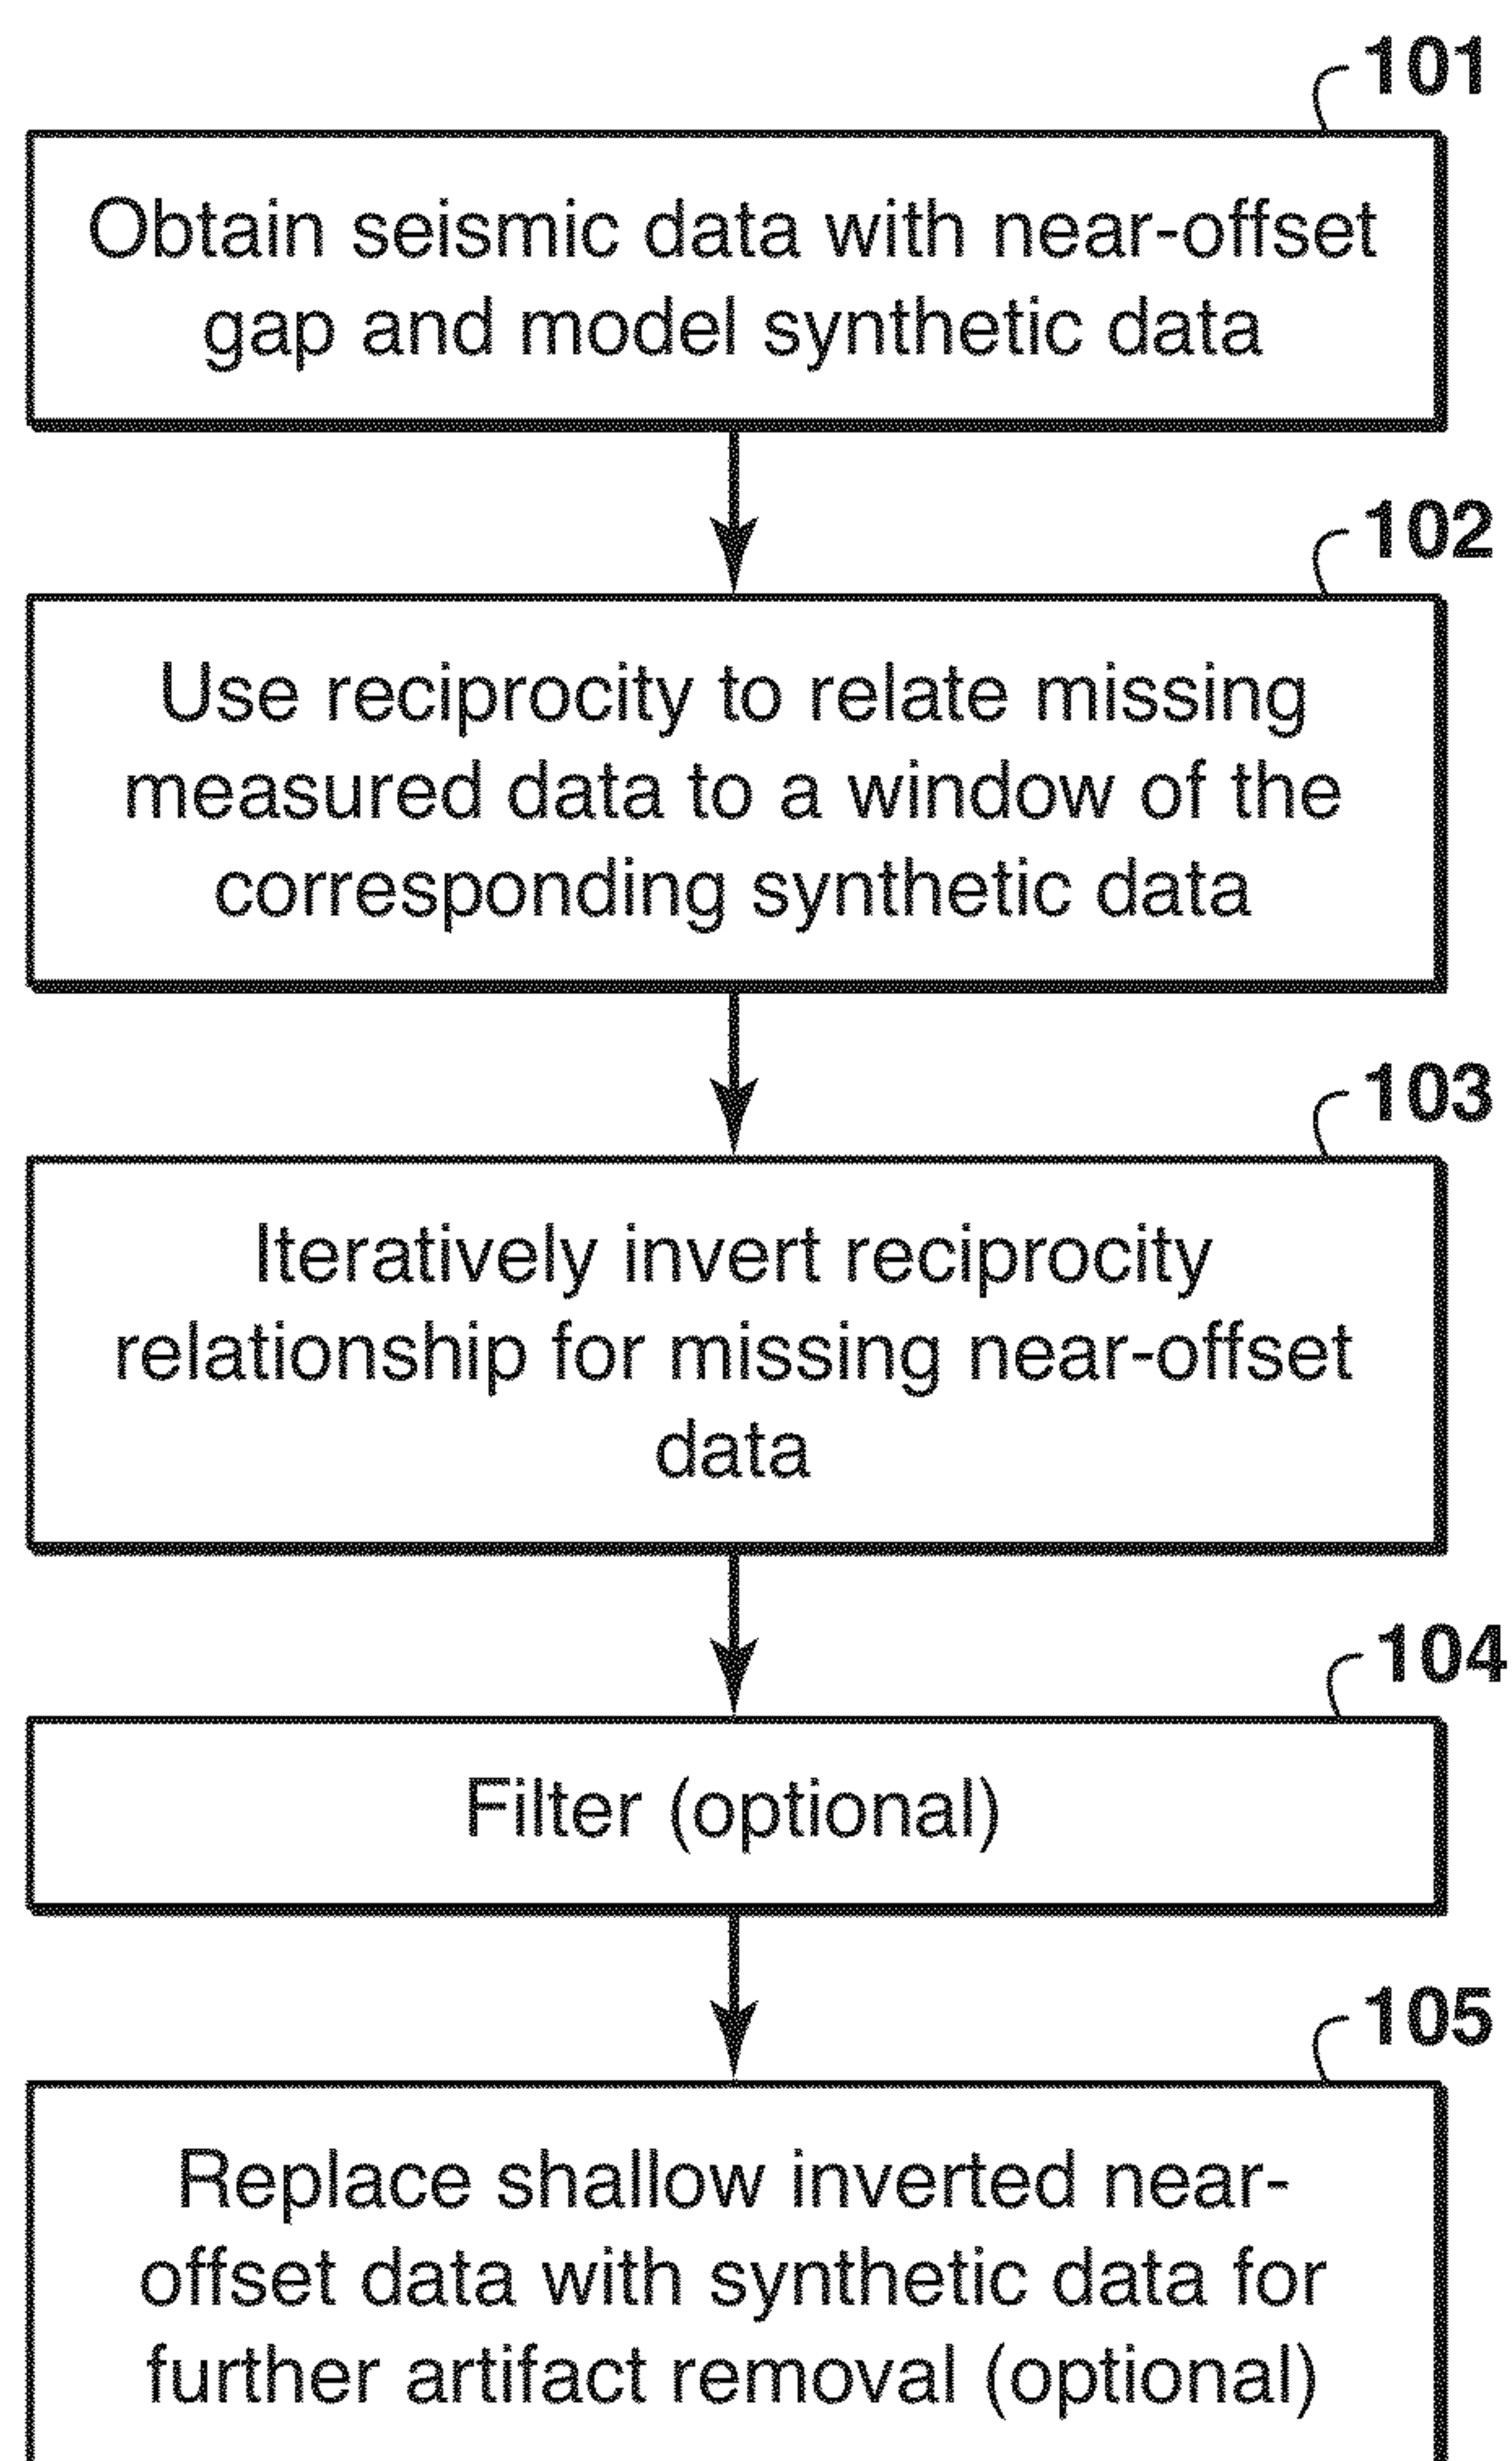 101
Obtain seismic data with near-offset
gap and model synthetic data
102
Use reciprocity to relate missing
measured data to a window of the
corresponding synthetic data
103
Iteratively invert reciprocity
relationship for missing near-offset
data
104
Filter (optional)
105
Replace shallow inverted near-
offset data with synthetic data for
further artifact removal (optional)